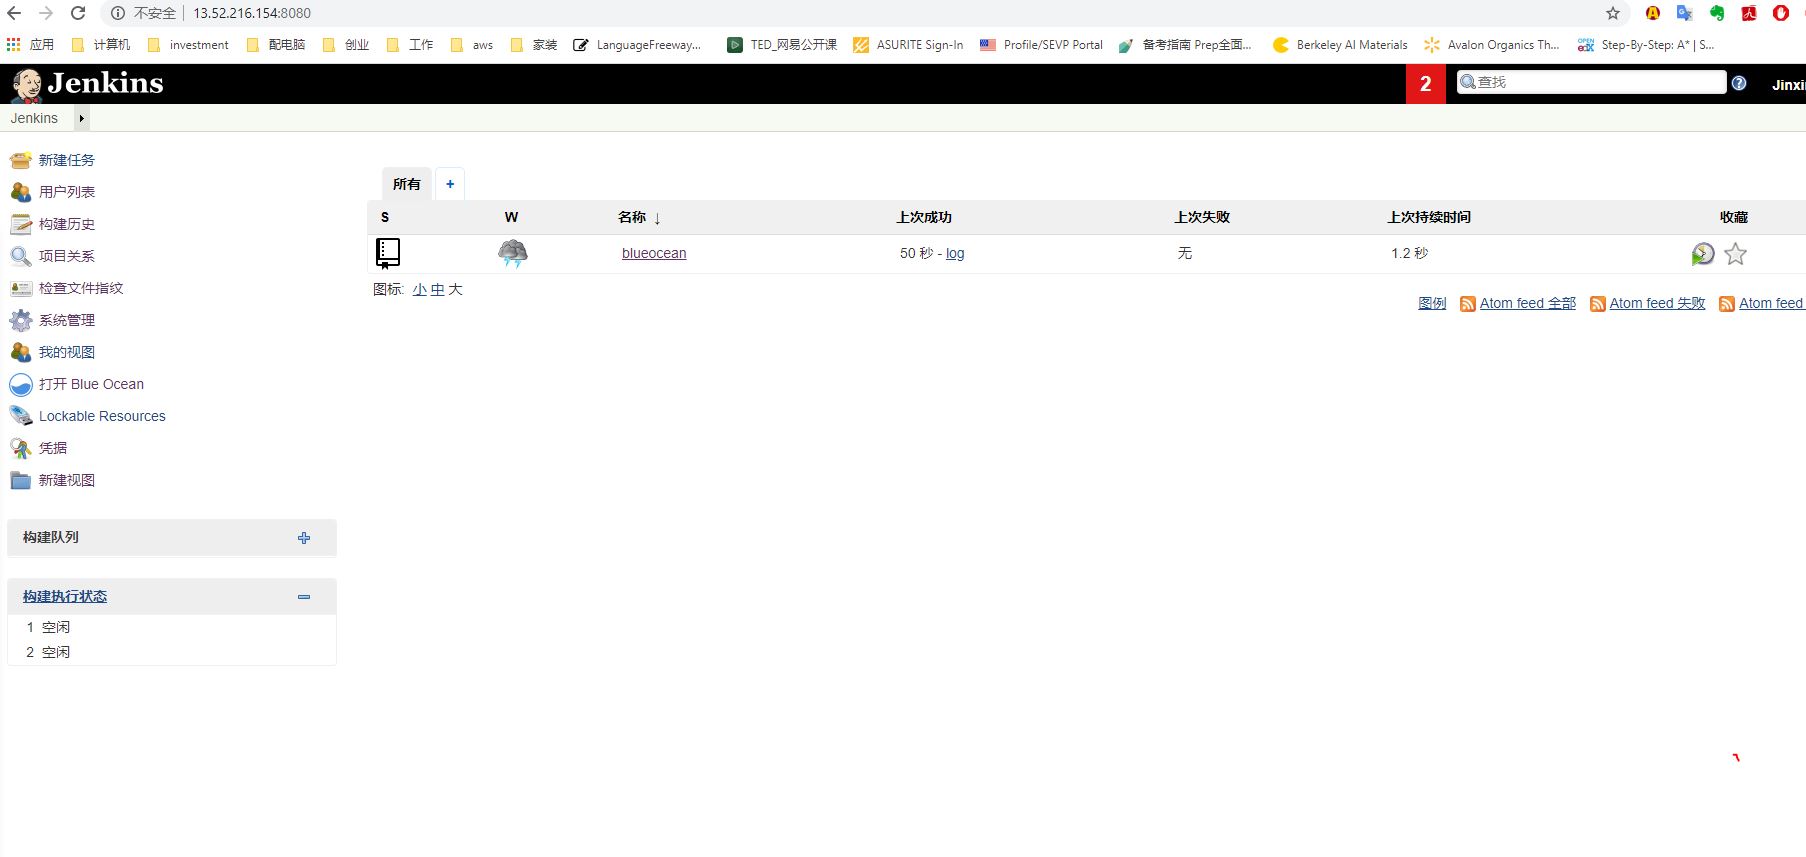 不安全 13.52.216.154:8080
应用 计算机 investment 配电脑 创业 工作 aws 家装 LanguageFreeway... TED_网易公开课 ASURITE Sign-In Profile/SEVP Portal 备考指南 Prep全面... Berkeley AI Materials Avalon Organics Th... Step-By-Step: A* | S...
Jenkins 2 查找 Jinxi
Jenkins
新建任务
用户列表
构建历史
项目关系
检查文件指纹
系统管理
我的视图
打开 Blue Ocean
Lockable Resources
凭据
新建视图
构建队列
构建执行状态
1 空闲
2 空闲
所有 +
S W 名称 ↓ 上次成功 上次失败 上次持续时间 收藏
blueocean 50 秒 - log 无 1.2 秒
图标: 小 中 大
图例 Atom feed 全部 Atom feed 失败 Atom feed